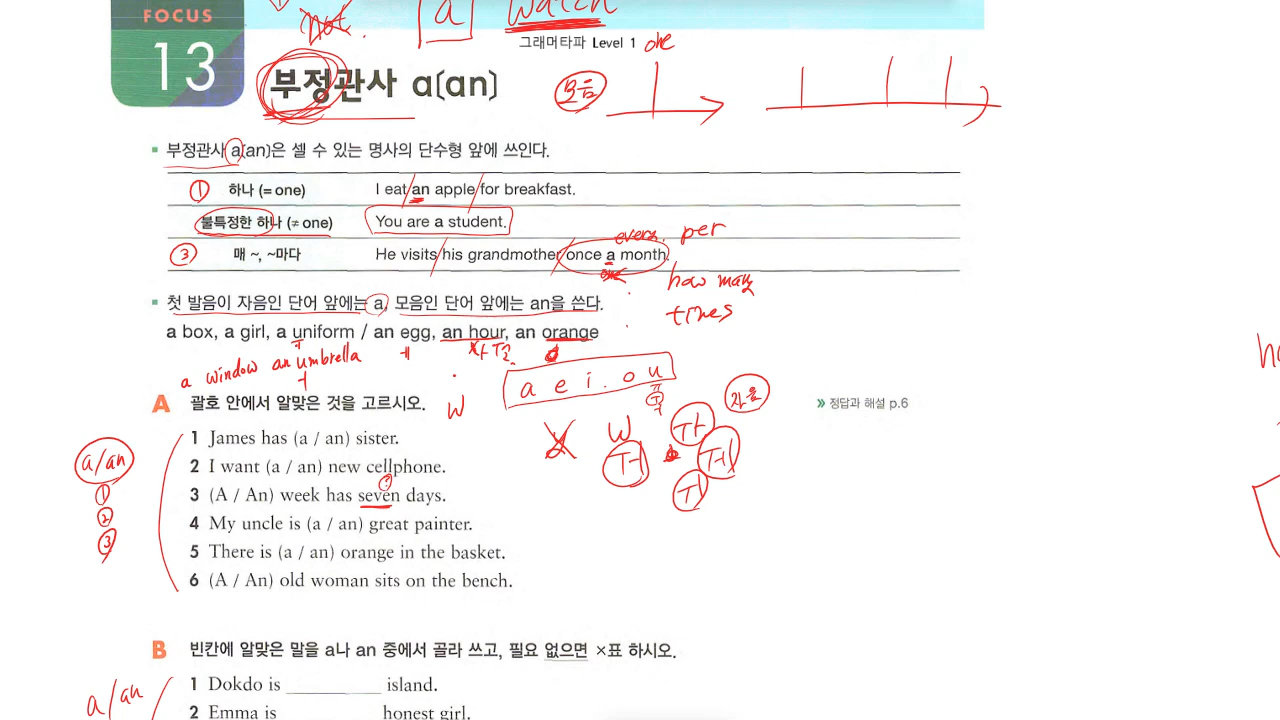 Not.
a
watch
FOCUS
13
그래머타파 Level 1
one
부정관사 a(an)
모음
부정관사 a(an)은 셀 수 있는 명사의 단수형 앞에 쓰인다.
① 하나 (= one) I eat an apple for breakfast.
불특정한 하나 (≠ one) You are a student.
every. per
③ 매 ~, ~마다 He visits his grandmother once a month.
one
how many
times
첫 발음이 자음인 단어 앞에는 a, 모음인 단어 앞에는 an을 쓴다.
a box, a girl, a uniform / an egg, an hour, an orange
a window an umbrella
a e i. o u
w
자음
A 괄호 안에서 알맞은 것을 고르시오.
» 정답과 해설 p.6
W
a/an
①
②
③
1 James has (a / an) sister.
2 I want (a / an) new cellphone.
3 (A / An) week has seven days.
4 My uncle is (a / an) great painter.
5 There is (a / an) orange in the basket.
6 (A / An) old woman sits on the bench.
B 빈칸에 알맞은 말을 a나 an 중에서 골라 쓰고, 필요 없으면 ×표 하시오.
a/an
1 Dokdo is __________ island.
2 Emma is __________ honest girl.